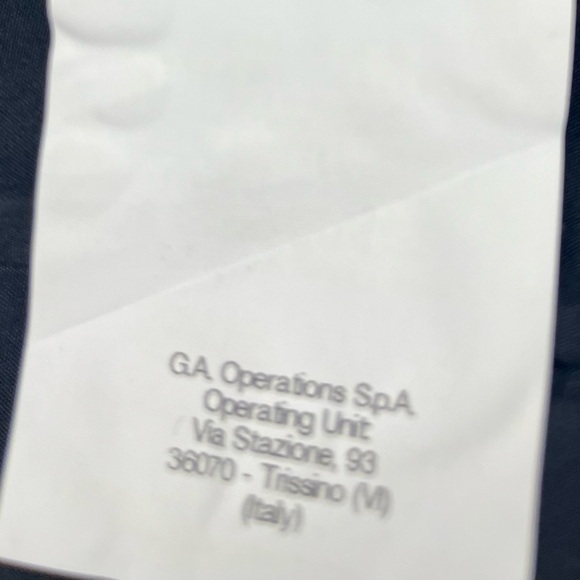 G.A. Operations S.p.A.
Operating Unit:
Via Stazione, 93
36070 - Trissino (VI)
(Italy)